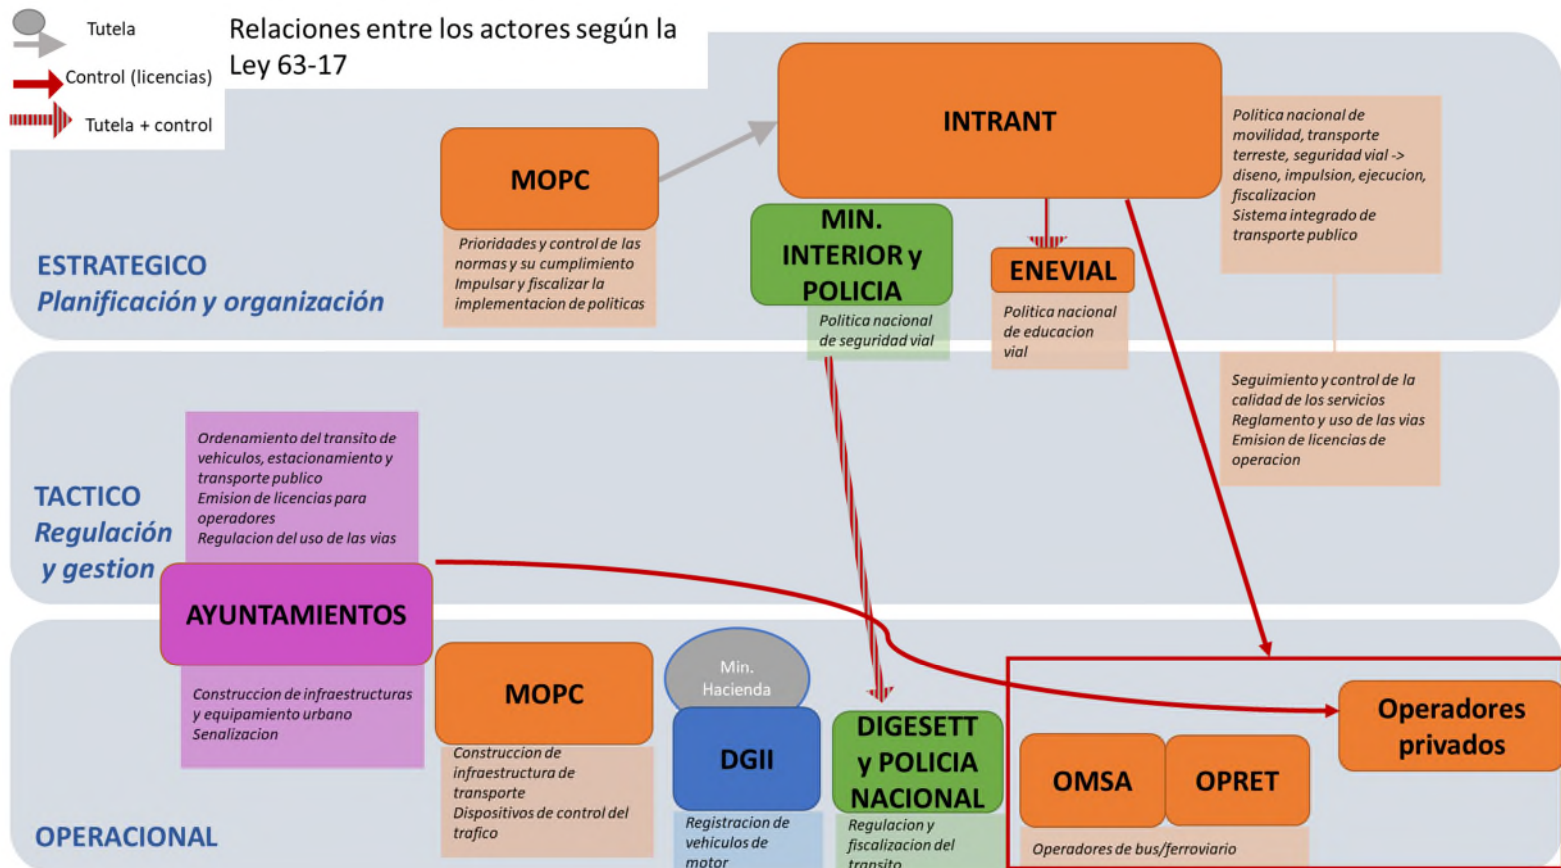 Tutela
Control (licencias)
Tutela + control
Relaciones entre los actores según la
Ley 63-17
ESTRATEGICO
Planificación y organización
MOPC
Prioridades y control de las
normas y su cumplimiento
Impulsar y fiscalizar la
implementacion de politicas
INTRANT
Politica nacional de
movilidad, transporte
terreste, seguridad vial ->
diseno, impulsion, ejecucion,
fiscalizacion
Sistema integrado de
transporte publico
MIN.
INTERIOR y
POLICIA
Politica nacional
de seguridad vial
ENEVIAL
Politica nacional
de educacion
vial
TACTICO
Regulación
y gestion
Ordenamiento del transito de
vehiculos, estacionamiento y
transporte publico
Emision de licencias para
operadores
Regulacion del uso de las vias
Seguimiento y control de la
calidad de los servicios
Reglamento y uso de las vias
Emision de licencias de
operacion
AYUNTAMIENTOS
Construccion de infraestructuras
y equipamiento urbano
Senalizacion
OPERACIONAL
MOPC
Construccion de
infraestructura de
transporte
Dispositivos de control del
trafico
Min.
Hacienda
DGII
Registracion de
vehiculos de
motor
DIGESETT
y POLICIA
NACIONAL
Regulacion y
fiscalizacion del
transito
OMSA
OPRET
Operadores de bus/ferroviario
Operadores
privados